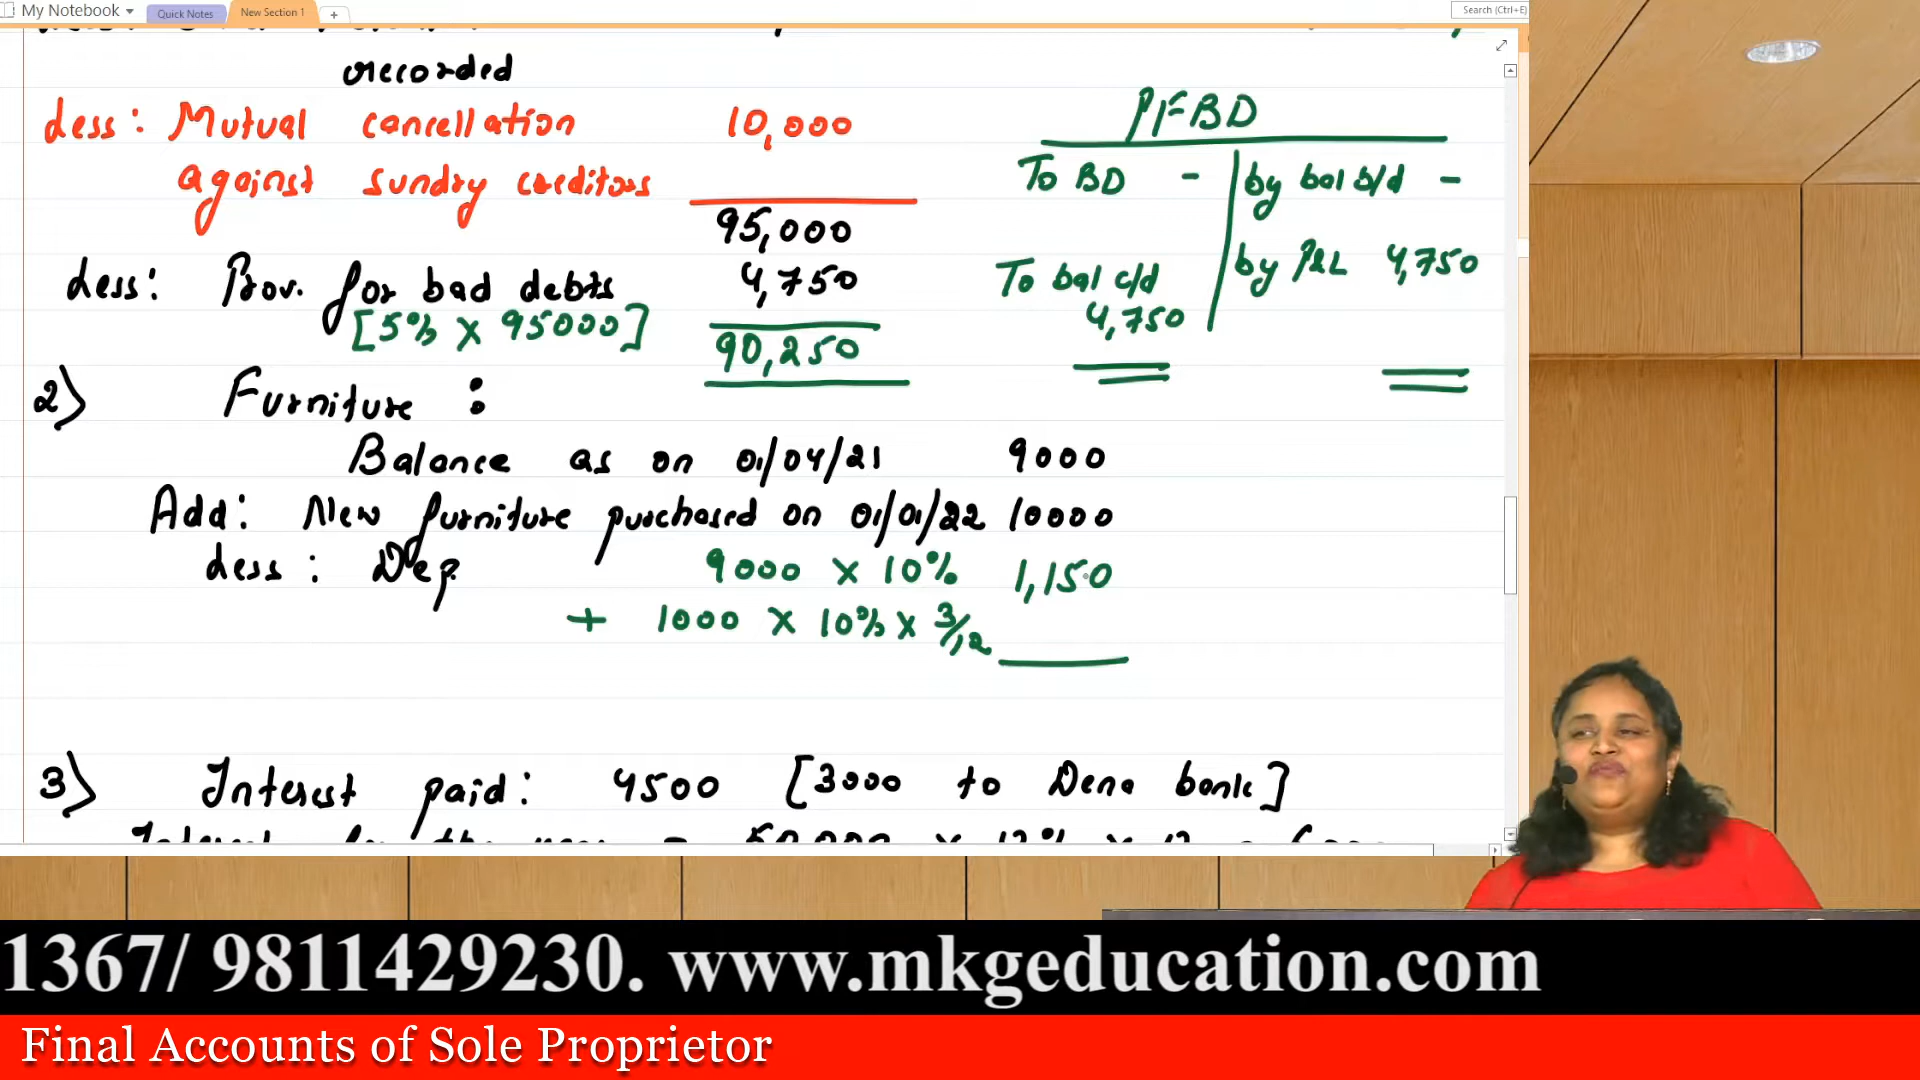 My Notebook
Quick Notes
New Section 1
+
Search (Ctrl+E)
recorded
Less: Mutual cancellation 10,000
against sundry creditors
95,000
Less: Prov. for bad debts 4,750
[5% x 95000]
90,250
PFBD
To BD - by bal b/d -
by P&L 4,750
To bal c/d
4,750
2) Furniture :
Balance as on 01/04/21 9000
Add: New furniture purchased on 01/01/22 10000
Less : Dep. 9000 x 10% 1,150
+ 1000 x 10% x 3/12
3) Interest paid: 4500 [3000 to Dena bank]
1367/ 9811429230. www.mkgeducation.com
Final Accounts of Sole Proprietor